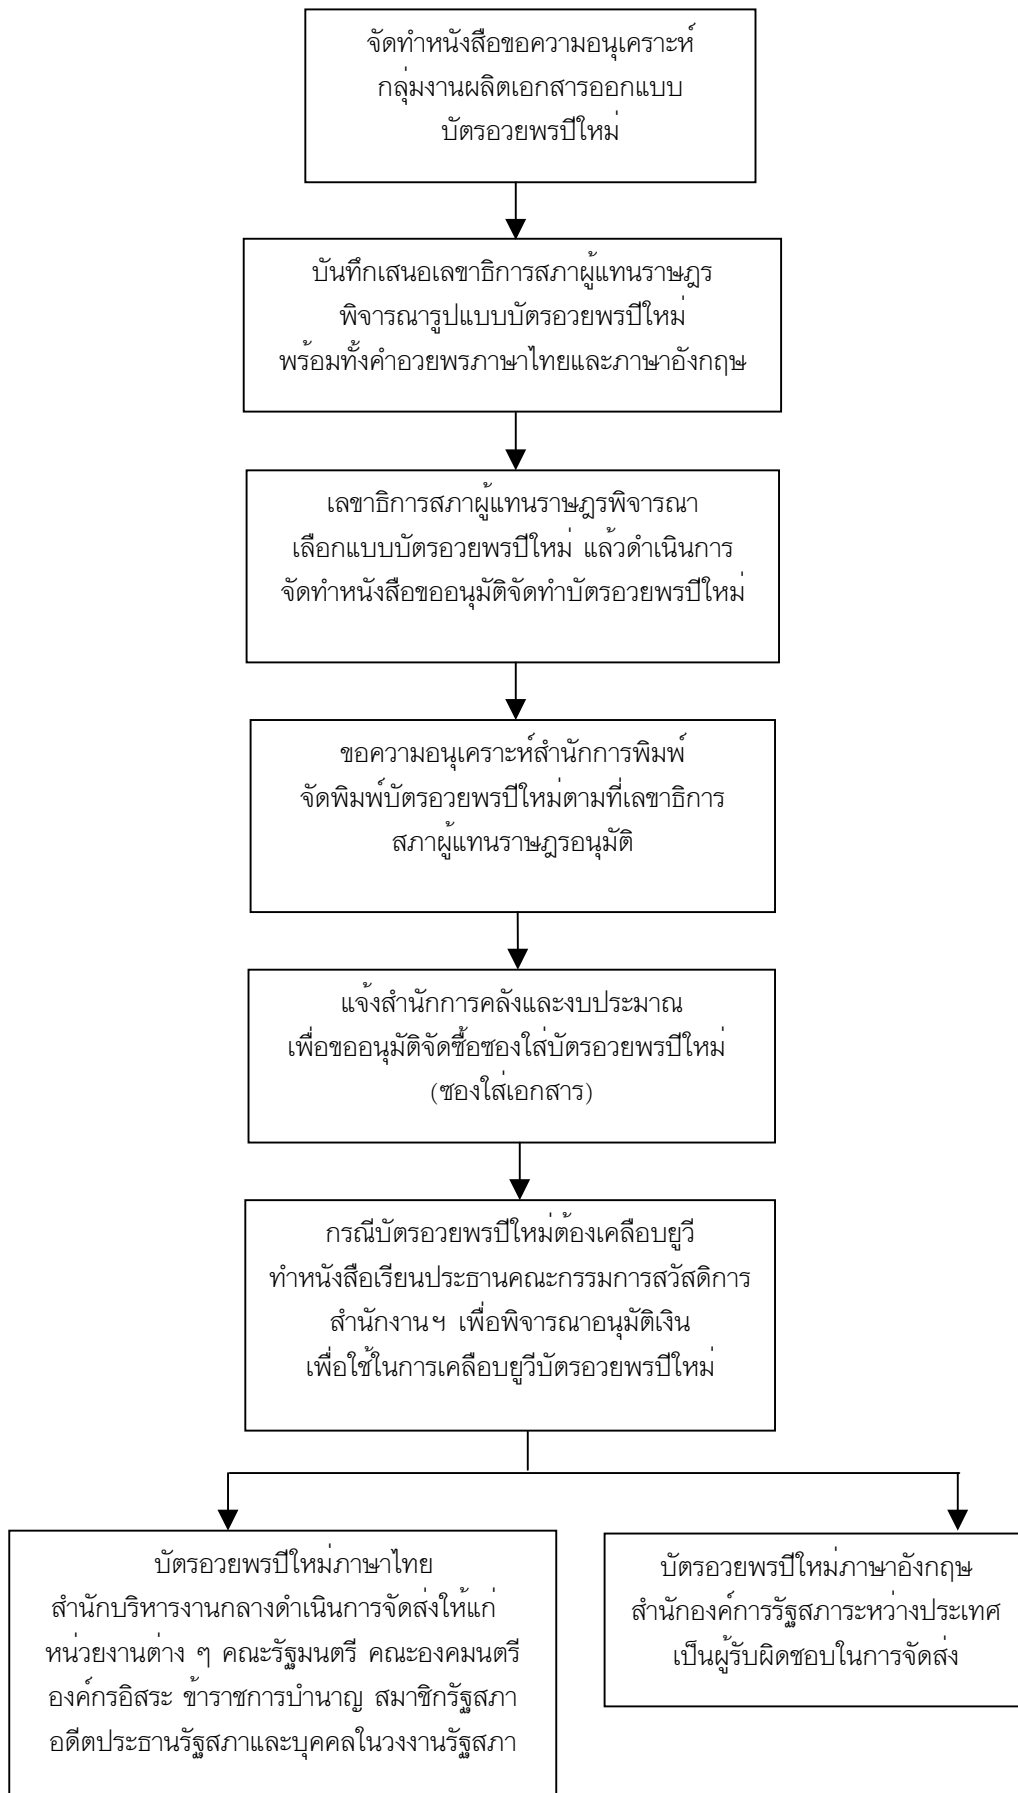 จัดทำหนังสือขอความอนุเคราะห์
กลุ่มงานผลิตเอกสารออกแบบ
บัตรอวยพรปีใหม่
บันทึกเสนอเลขาธิการสภาผู้แทนราษฎร
พิจารณารูปแบบบัตรอวยพรปีใหม่
พร้อมทั้งคำอวยพรภาษาไทยและภาษาอังกฤษ
เลขาธิการสภาผู้แทนราษฎรพิจารณา
เลือกแบบบัตรอวยพรปีใหม่ แล้วดำเนินการ
จัดทำหนังสือขออนุมัติจัดทำบัตรอวยพรปีใหม่
ขอความอนุเคราะห์สำนักการพิมพ์
จัดพิมพ์บัตรอวยพรปีใหม่ตามที่เลขาธิการ
สภาผู้แทนราษฎรอนุมัติ
แจ้งสำนักการคลังและงบประมาณ
เพื่อขออนุมัติจัดซื้อซองใส่บัตรอวยพรปีใหม่
(ซองใส่เอกสาร)
กรณีบัตรอวยพรปีใหม่ต้องเคลือบยูวี
ทำหนังสือเรียนประธานคณะกรรมการสวัสดิการ
สำนักงานฯ เพื่อพิจารณาอนุมัติเงิน
เพื่อใช้ในการเคลือบยูวีบัตรอวยพรปีใหม่
บัตรอวยพรปีใหม่ภาษาไทย
สำนักบริหารงานกลางดำเนินการจัดส่งให้แก่
หน่วยงานต่าง ๆ คณะรัฐมนตรี คณะองคมนตรี
องค์กรอิสระ ข้าราชการบำนาญ สมาชิกรัฐสภา
อดีตประธานรัฐสภาและบุคคลในวงงานรัฐสภา
บัตรอวยพรปีใหม่ภาษาอังกฤษ
สำนักองค์การรัฐสภาระหว่างประเทศ
เป็นผู้รับผิดชอบในการจัดส่ง